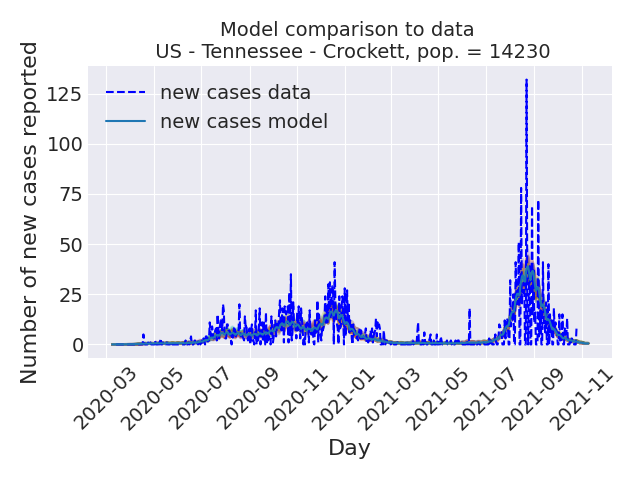 Model comparison to data
US - Tennessee - Crockett, pop. = 14230
Number of new cases reported
125
100
75
50
25
0
new cases data
new cases model
2020-03
2020-05
2020-07
2020-09
2020-11
2021-01
2021-03
2021-05
2021-07
2021-09
2021-11
Day